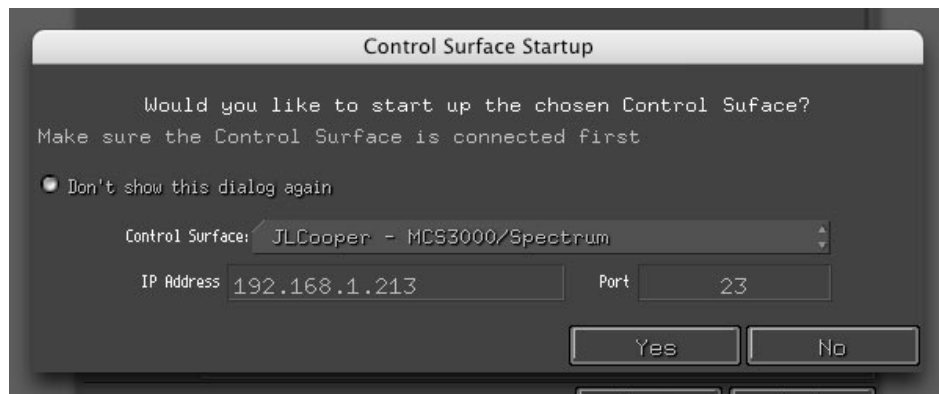 Control Surface Startup
Would you like to start up the chosen Control Suface?
Make sure the Control Surface is connected first
Don't show this dialog again
Control Surface: JLCooper - MCS3000/Spectrum
IP Address 192.168.1.213 Port 23
Yes No